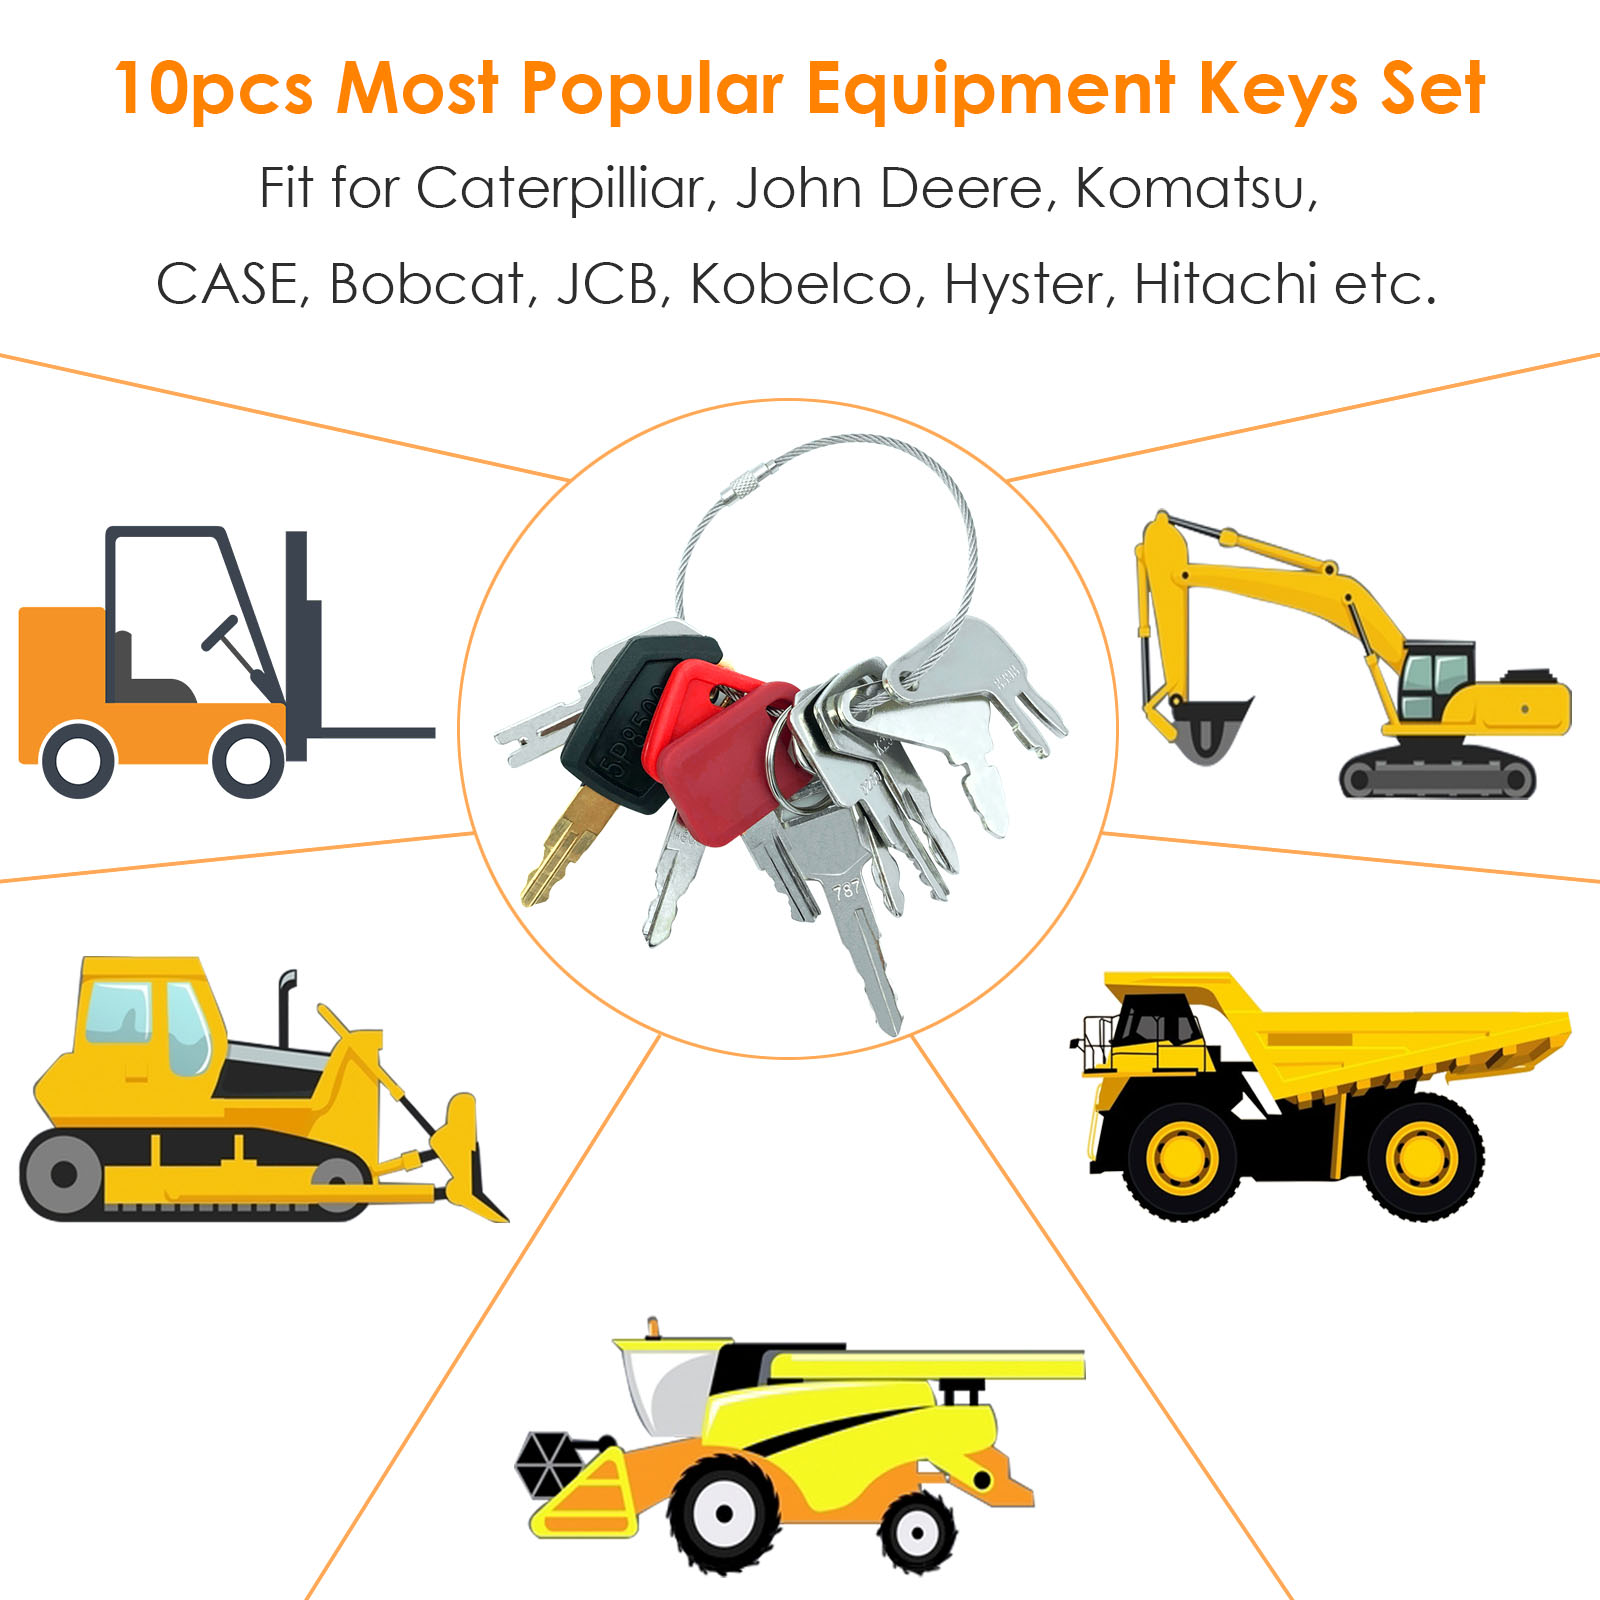 10pcs Most Popular Equipment Keys Set
Fit for Caterpilliar, John Deere, Komatsu,
CASE, Bobcat, JCB, Kobelco, Hyster, Hitachi etc.
5P8500
787